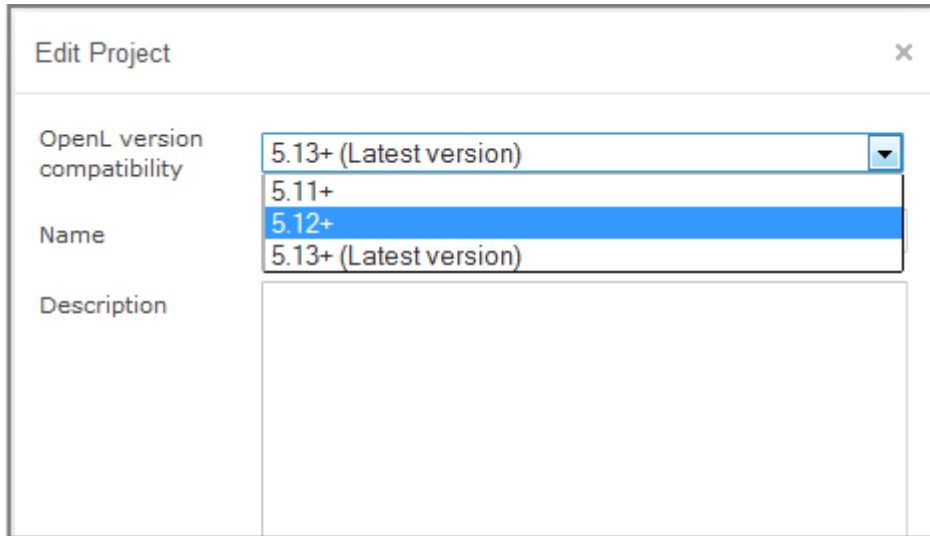 Edit Project
×
OpenL version
compatibility
5.13+ (Latest version)
5.11+
5.12+
5.13+ (Latest version)
Name
Description